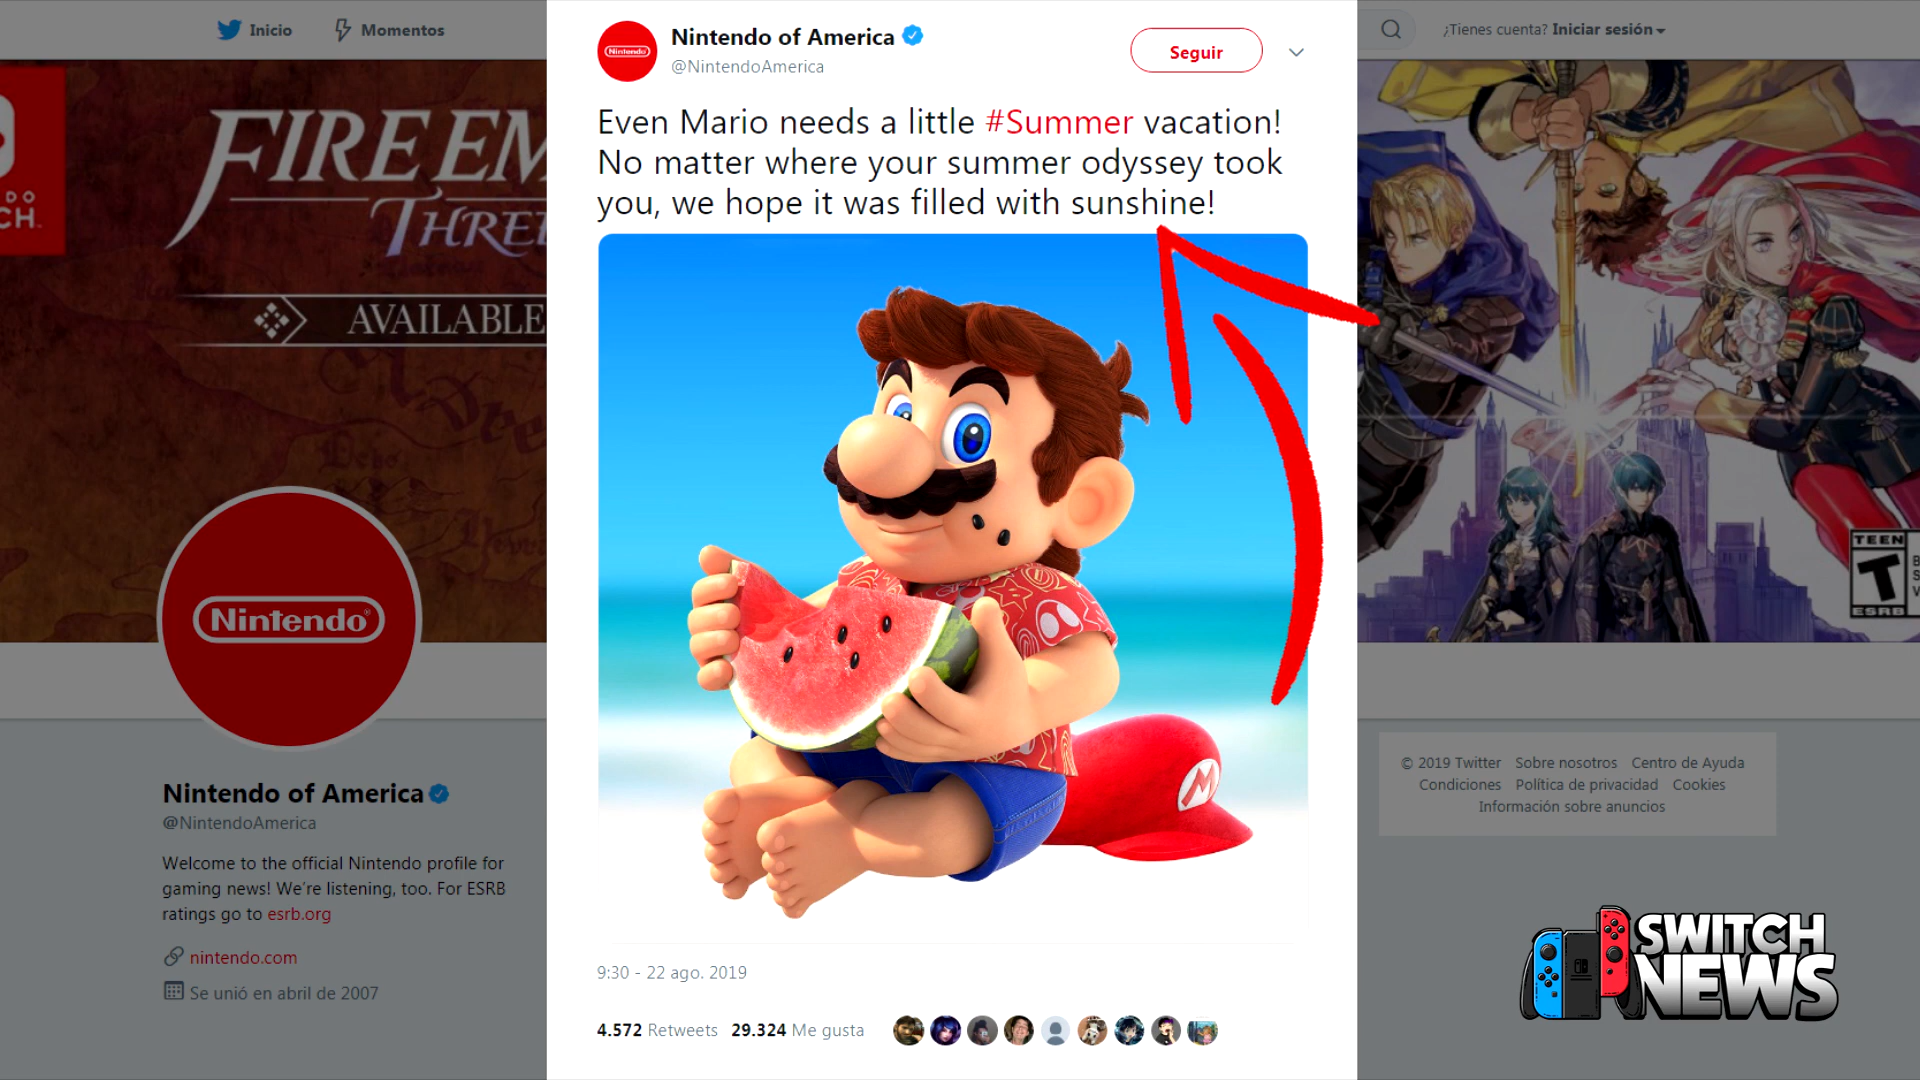 Inicio
Momentos
¿Tienes cuenta? Iniciar sesión
Nintendo of America
@NintendoAmerica
Seguir
Even Mario needs a little #Summer vacation!
No matter where your summer odyssey took
you, we hope it was filled with sunshine!
FIRE EM
THREE
AVAILABLE
CH.
Nintendo
Nintendo
M
TEEN
T
ESRB
Nintendo of America
@NintendoAmerica
Welcome to the official Nintendo profile for
gaming news! We're listening, too. For ESRB
ratings go to esrb.org
nintendo.com
Se unió en abril de 2007
9:30 - 22 ago. 2019
4.572 Retweets 29.324 Me gusta
© 2019 Twitter Sobre nosotros Centro de Ayuda
Condiciones Política de privacidad Cookies
Información sobre anuncios
SWITCH
NEWS